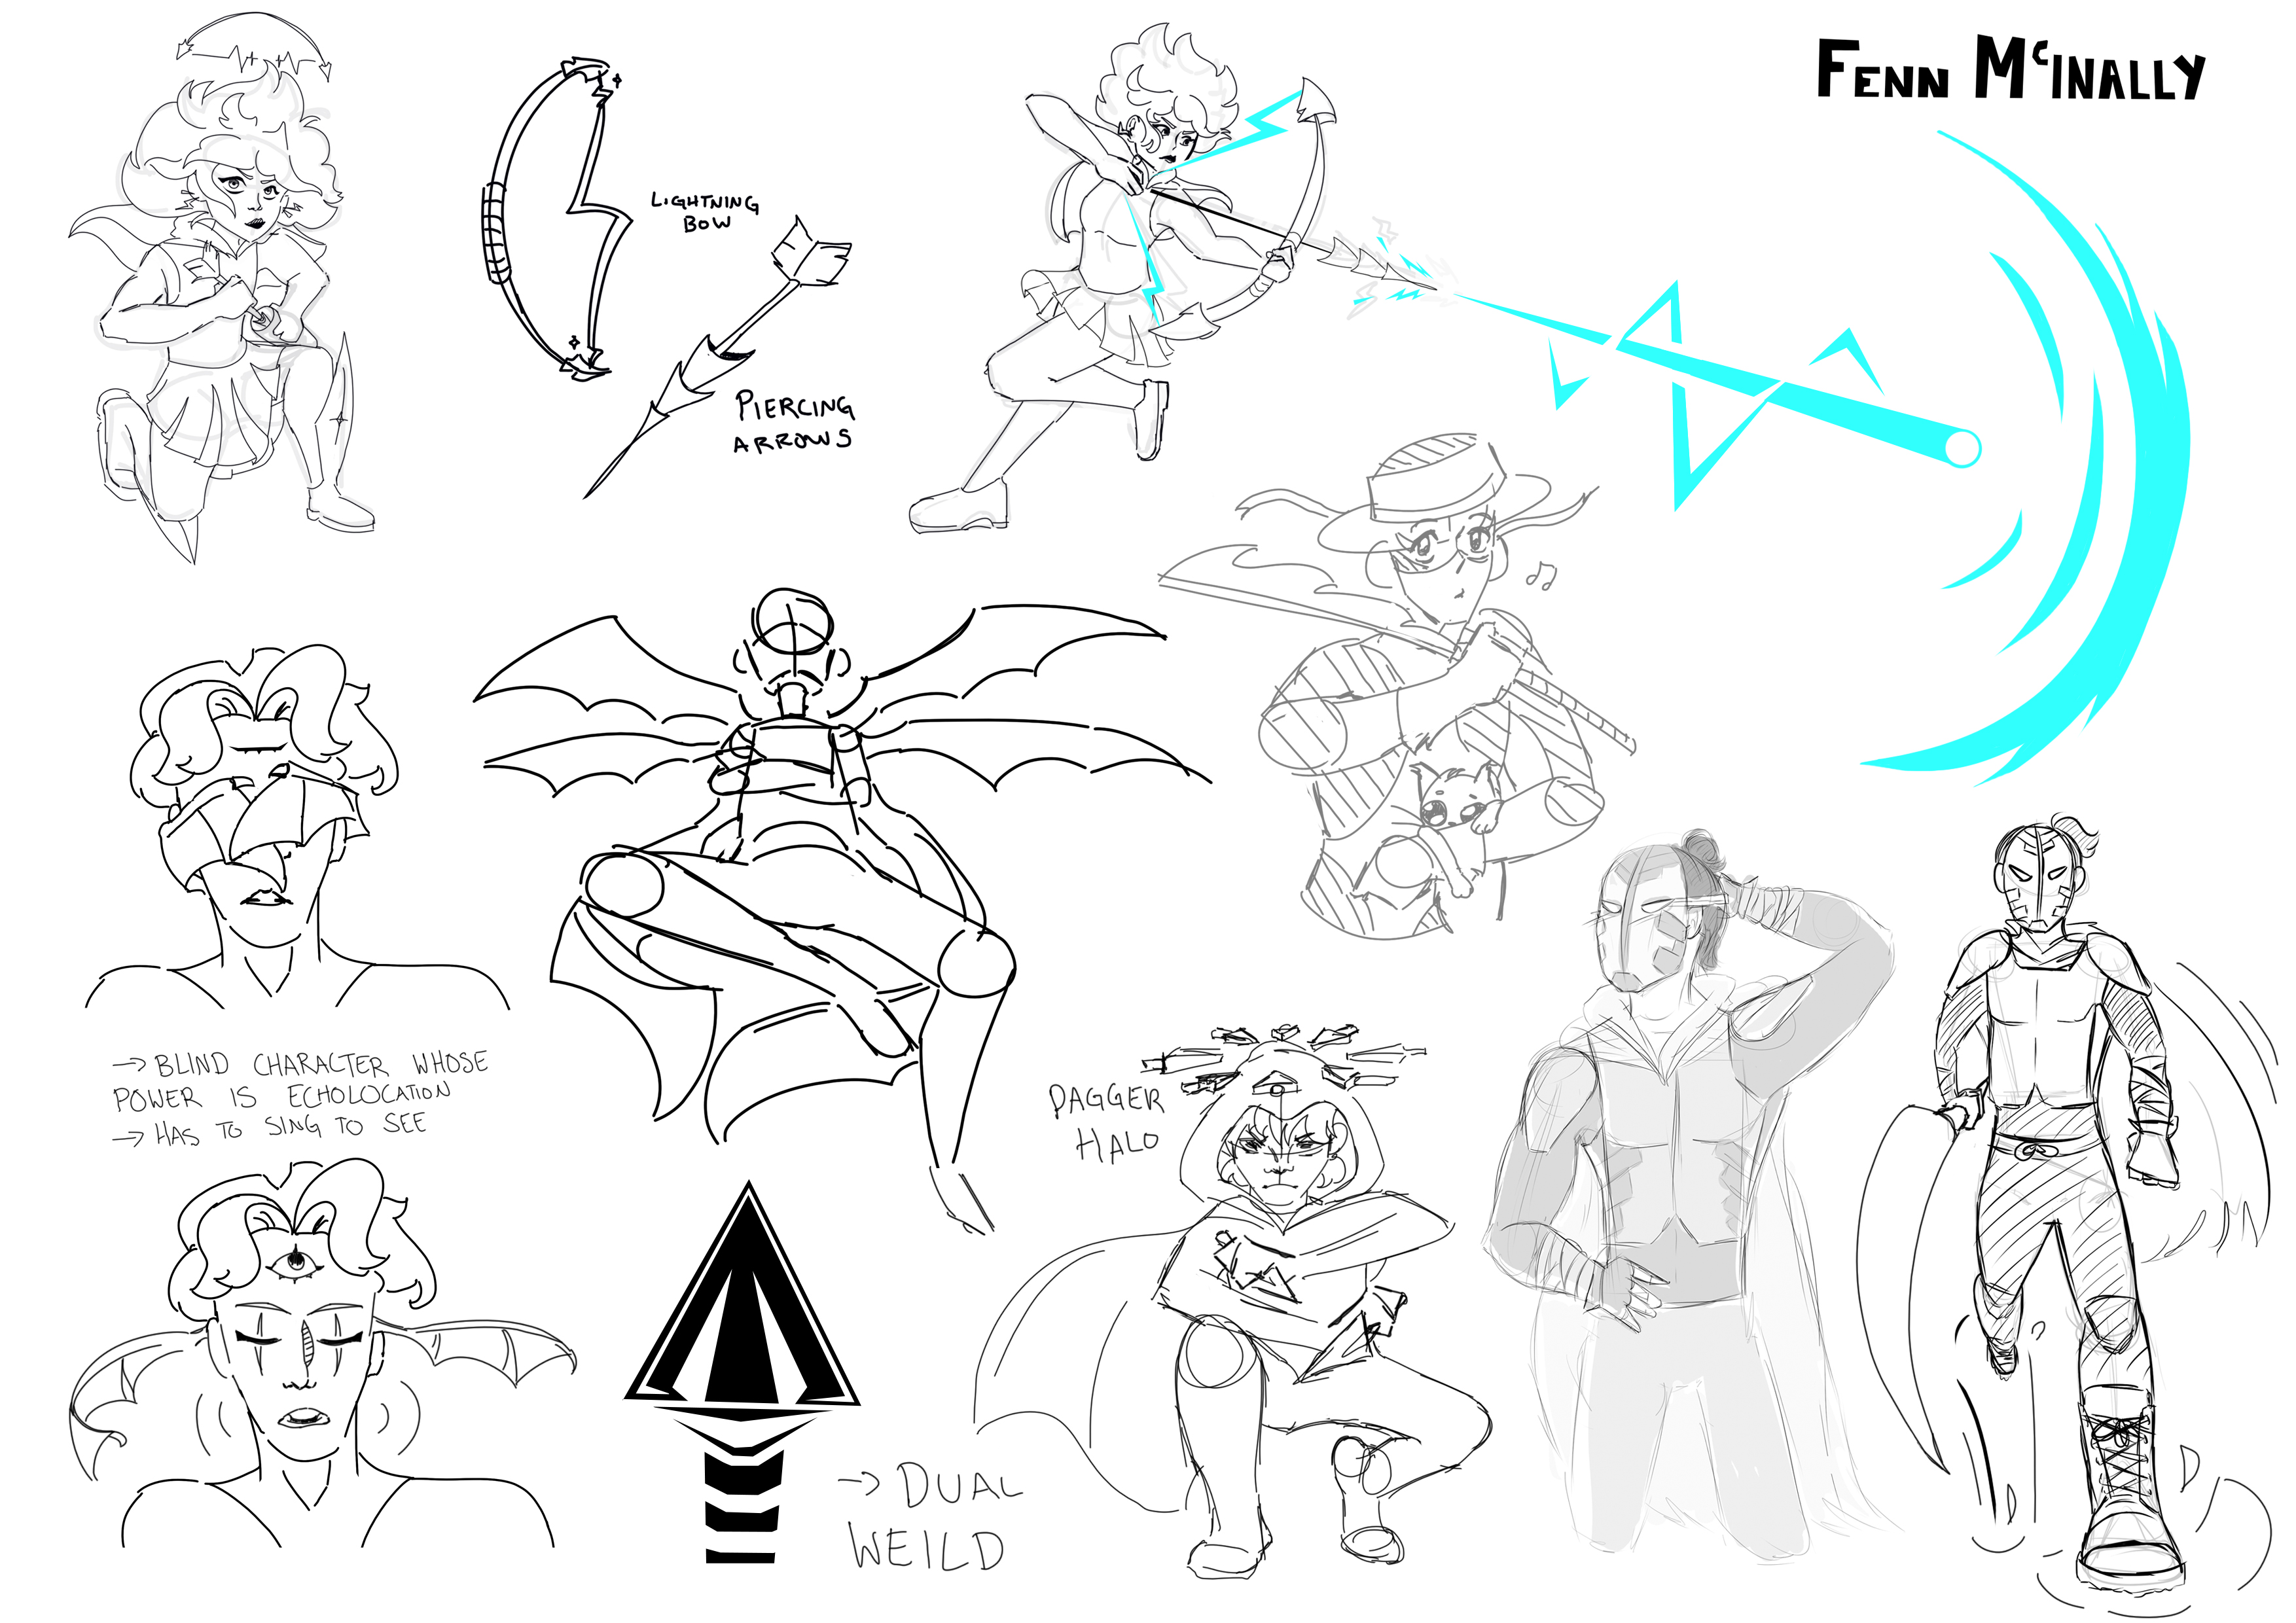 FENN McINALLY
LIGHTNING
BOW
PIERCING
ARROWS
→ BLIND CHARACTER WHOSE
POWER IS ECHOLOCATION
→ HAS TO SING TO SEE
DAGGER
HALO
→ DUAL
WEILD